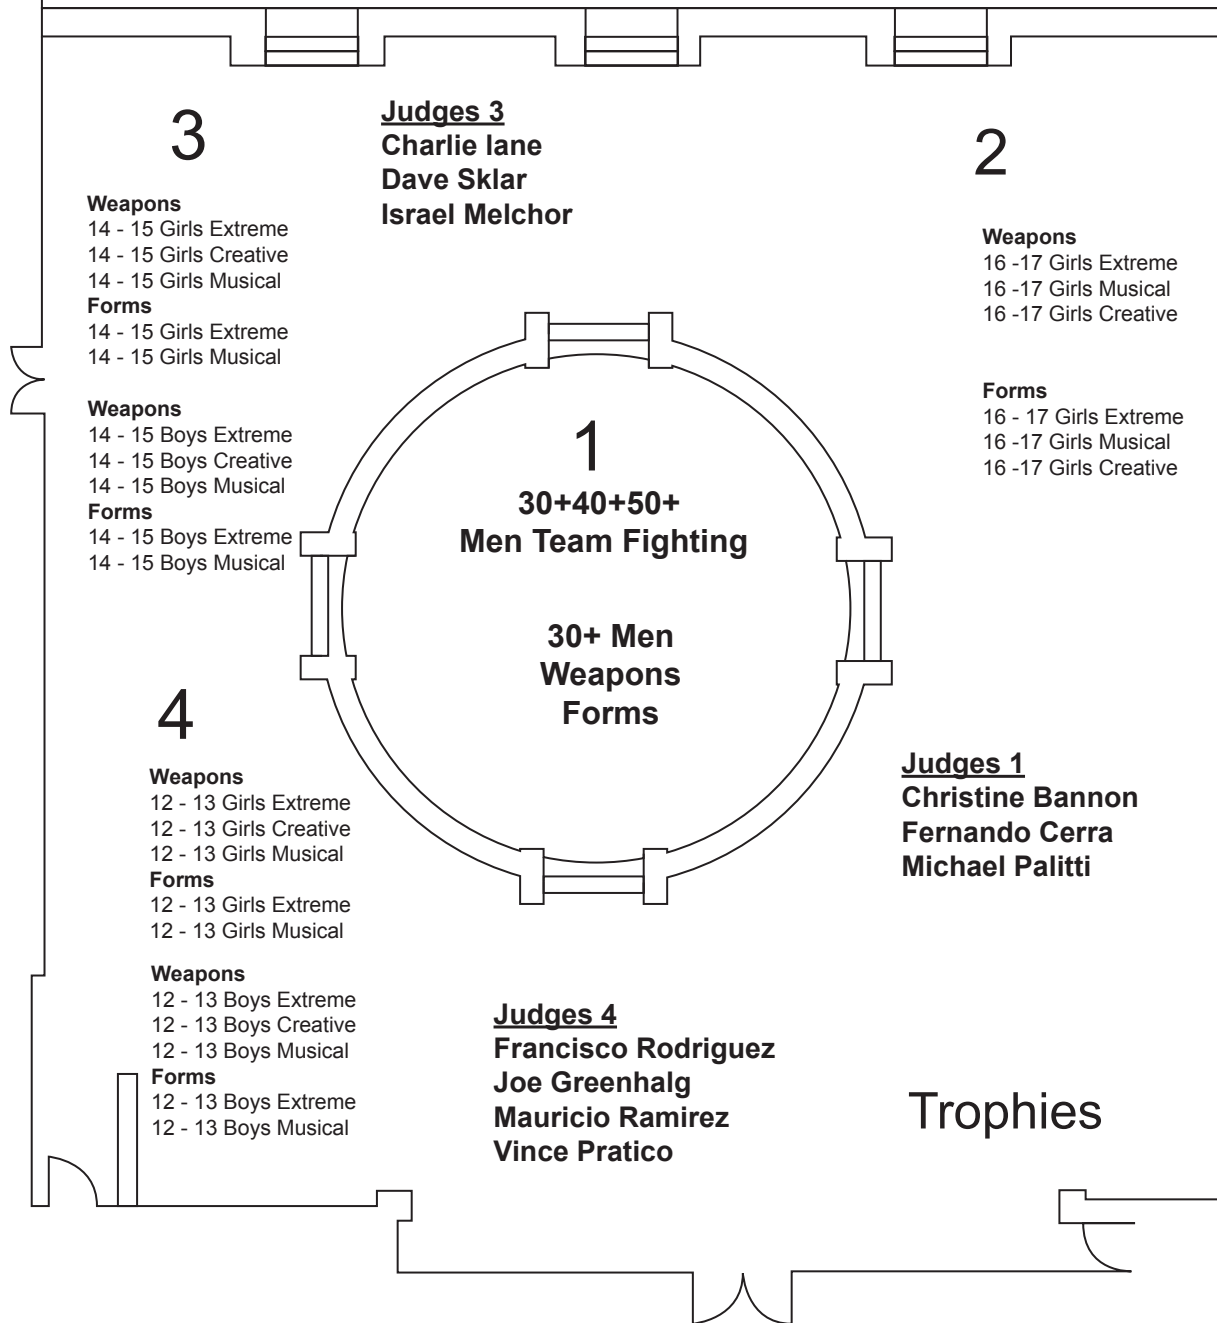 3
Weapons
14 - 15 Girls Extreme
14 - 15 Girls Creative
14 - 15 Girls Musical
Forms
14 - 15 Girls Extreme
14 - 15 Girls Musical
Weapons
14 - 15 Boys Extreme
14 - 15 Boys Creative
14 - 15 Boys Musical
Forms
14 - 15 Boys Extreme
14 - 15 Boys Musical
Judges 3
Charlie lane
Dave Sklar
Israel Melchor
2
Weapons
16 -17 Girls Extreme
16 -17 Girls Musical
16 -17 Girls Creative
Forms
16 - 17 Girls Extreme
16 -17 Girls Musical
16 -17 Girls Creative
1
30+40+50+
Men Team Fighting
30+ Men
Weapons
Forms
4
Weapons
12 - 13 Girls Extreme
12 - 13 Girls Creative
12 - 13 Girls Musical
Forms
12 - 13 Girls Extreme
12 - 13 Girls Musical
Weapons
12 - 13 Boys Extreme
12 - 13 Boys Creative
12 - 13 Boys Musical
Forms
12 - 13 Boys Extreme
12 - 13 Boys Musical
Judges 1
Christine Bannon
Fernando Cerra
Michael Palitti
Judges 4
Francisco Rodriguez
Joe Greenhalg
Mauricio Ramirez
Vince Pratico
Trophies